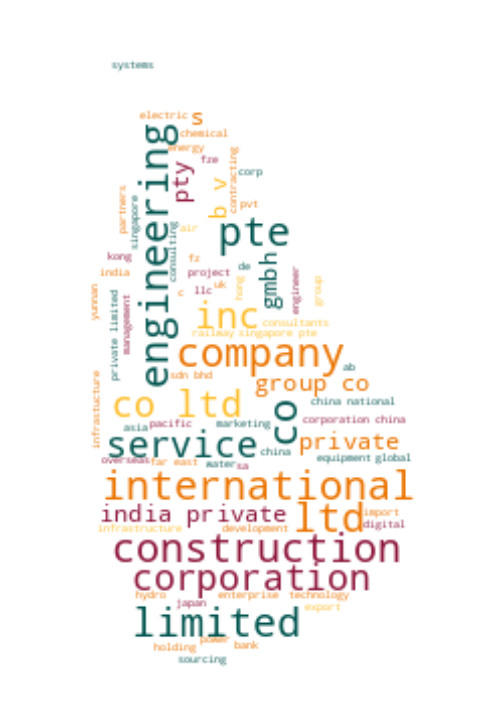 systems
electric s
chemical
energy
engineering
fze
pty
contracting
corp
b v
pvt
partners
singapore
air
pte
consulting
kong
fz
de
gmbh
india
project
engineer
uk
llc
c
hong
group
yunnan
private limited
management
inc
consultants
railway singapore pte
company
ab
sdn bhd
group co
infrastucture
co ltd
co
china national
asia pacific
marketing
corporation china
service
private
china
equipment global
overseas far east water sa
international
india private
ltd
import
digital
infrastructure
development
construction
corporation
hydro
enterprise technology
japan
export
limited
power
bank
holding
sourcing